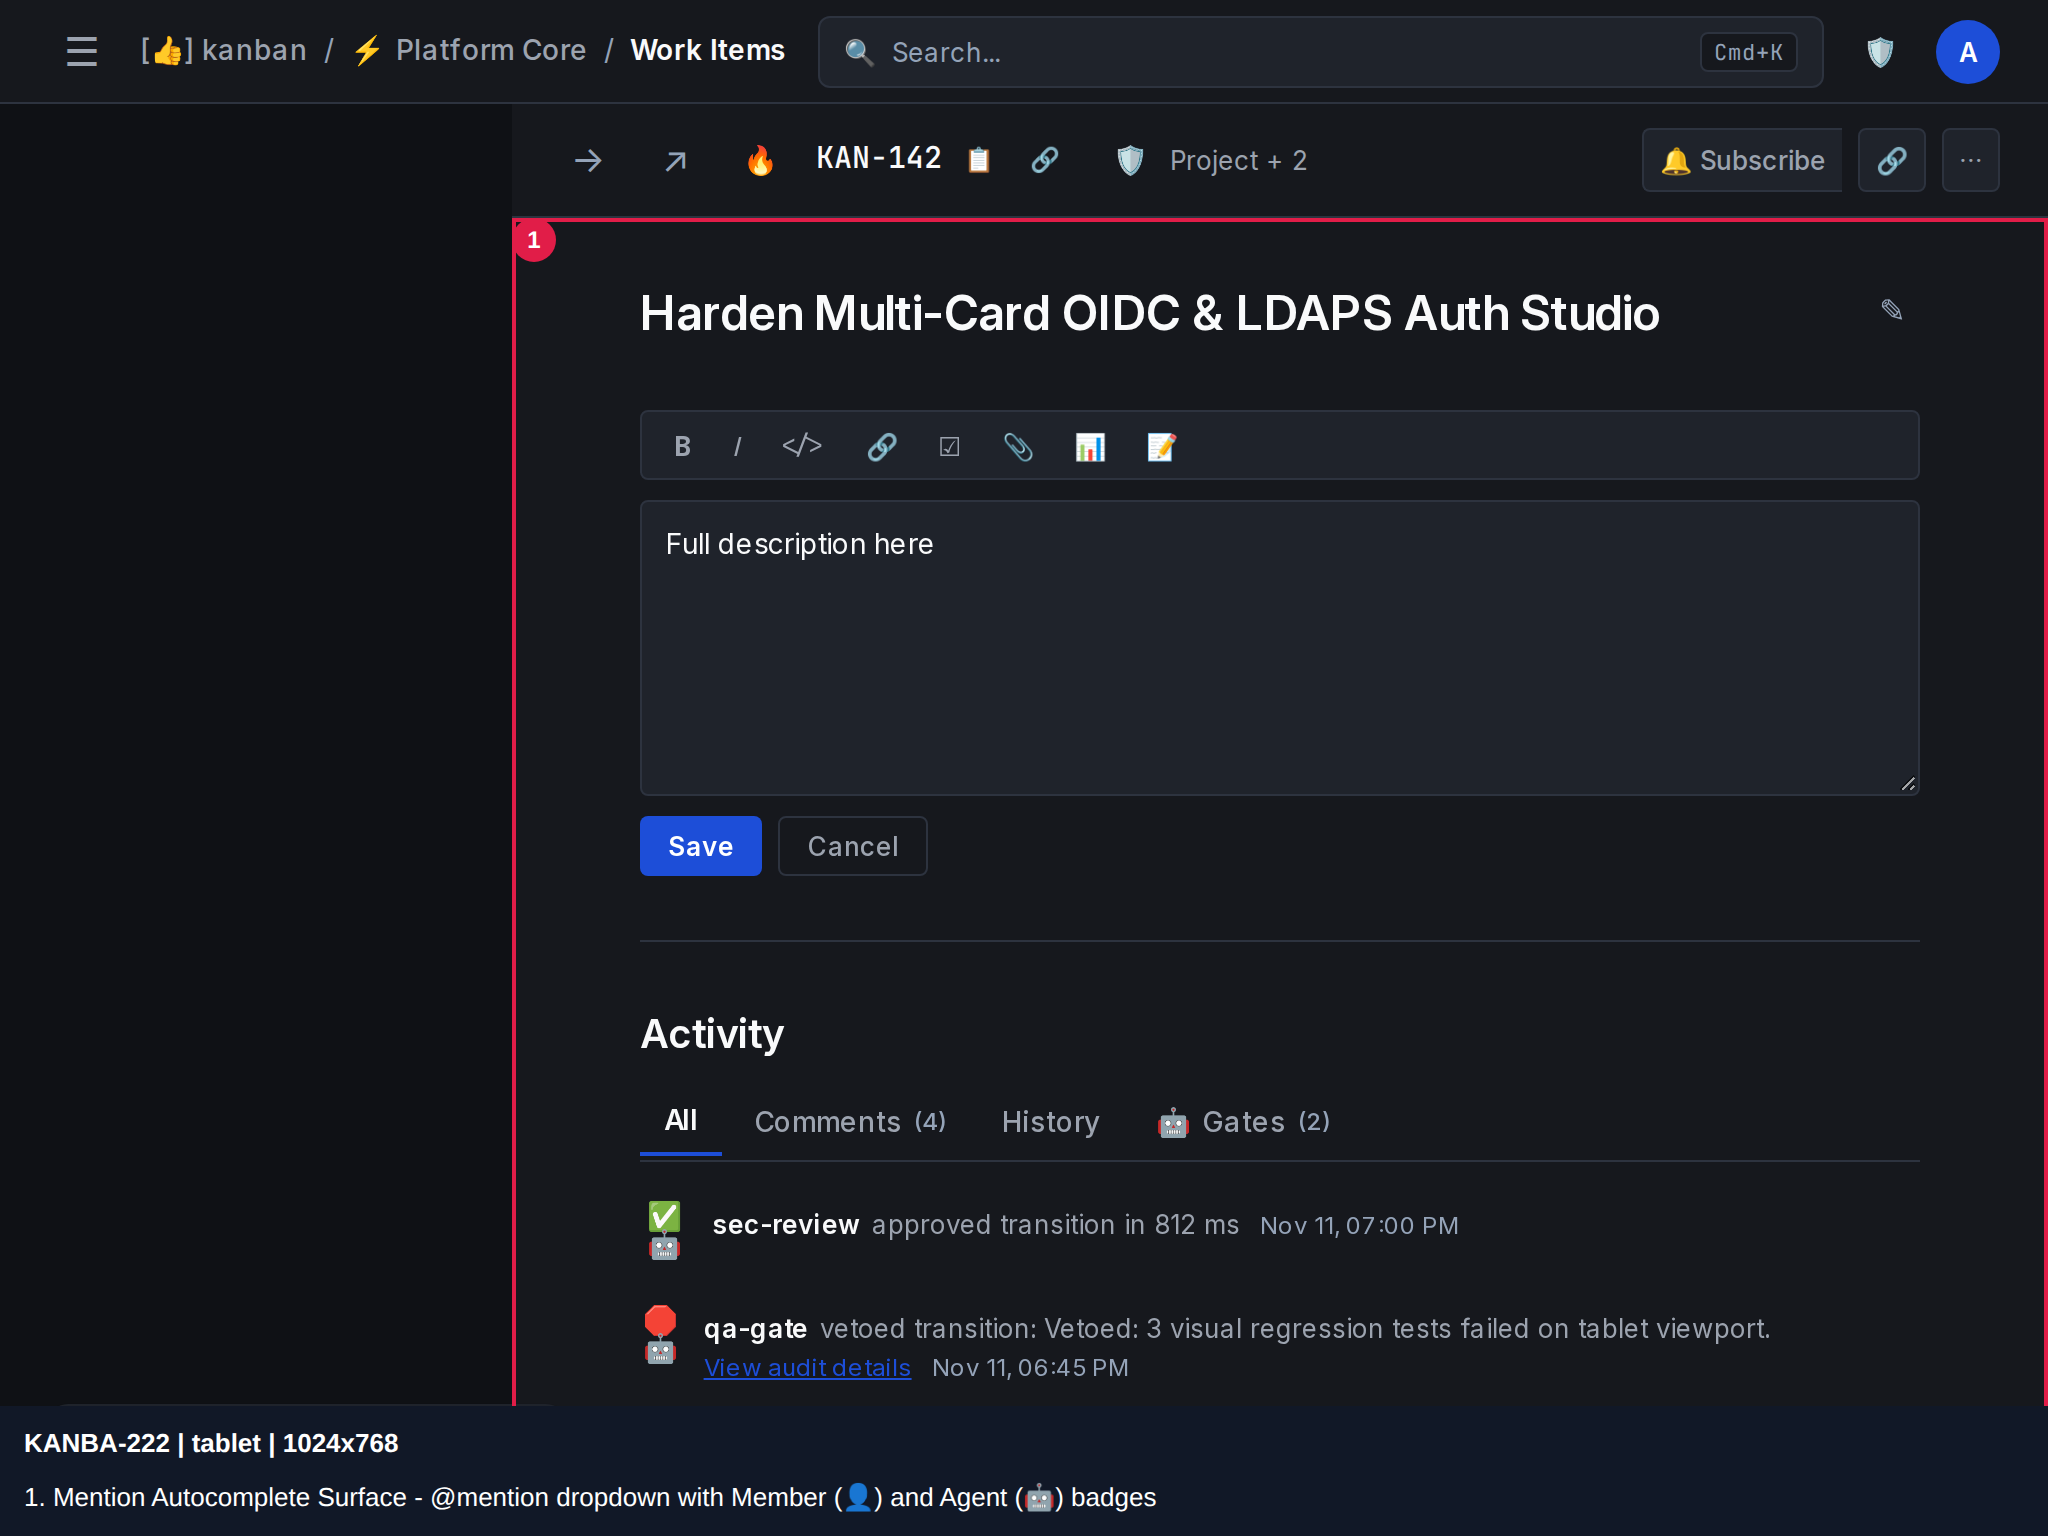 ☰ [👍] kanban / ⚡ Platform Core / Work Items 🔍 Search... Cmd+K 🛡️ A
→ ↗ 🔥 KAN-142 📋 🔗 🛡️ Project + 2 🔔 Subscribe 🔗 ...
1
Harden Multi-Card OIDC & LDAPS Auth Studio ✎
B I </> 🔗 ☑ 📎 📊 📝
Full description here
Save Cancel
Activity
All Comments (4) History 🤖 Gates (2)
✅🤖 sec-review approved transition in 812 ms Nov 11, 07:00 PM
🛑🤖 qa-gate vetoed transition: Vetoed: 3 visual regression tests failed on tablet viewport.
View audit details Nov 11, 06:45 PM
KANBA-222 | tablet | 1024x768
1. Mention Autocomplete Surface - @mention dropdown with Member (👤) and Agent (🤖) badges